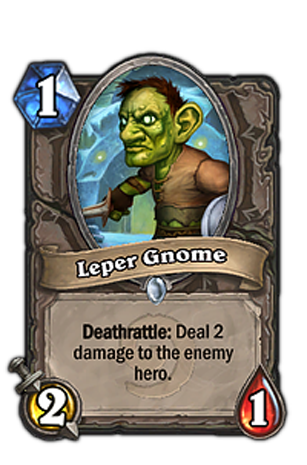 1
Leper Gnome
Deathrattle: Deal 2
damage to the enemy
hero.
2
1